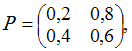 P = (0,2 0,8
0,4 0,6),